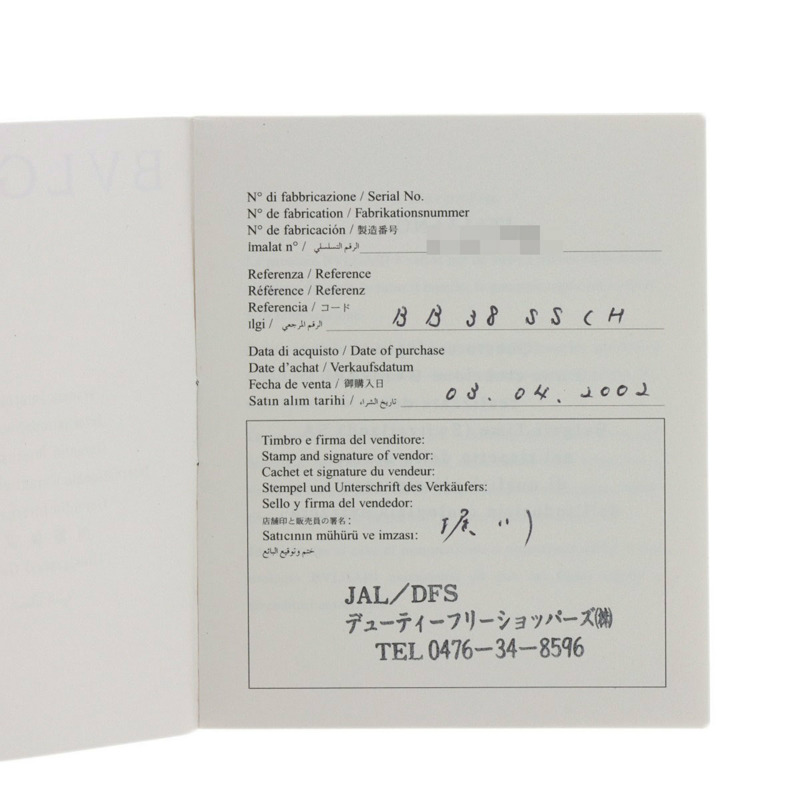 BVLG
N° di fabbricazione / Serial No.
N° de fabrication / Fabrikationsnummer
N° de fabricación / 製造番号
İmalat n° / الرقم التسلسلي
Referenza / Reference
Référence / Referenz
Referencia / コード
Ilgi / الرقم المرجعي
BB38SSCH
Data di acquisto / Date of purchase
Date d'achat / Verkaufsdatum
Fecha de venta / 御購入日
Satın alım tarihi / تاريخ الشراء
03.04.2002
Timbro e firma del venditore:
Stamp and signature of vendor:
Cachet et signature du vendeur:
Stempel und Unterschrift des Verkäufers:
Sello y firma del vendedor:
店舗印と販売員の署名:
Satıcının mühürü ve imzası:
ختم وتوقيع البائع
JAL/DFS
デューティーフリーショッパーズ㈱
TEL 0476-34-8596